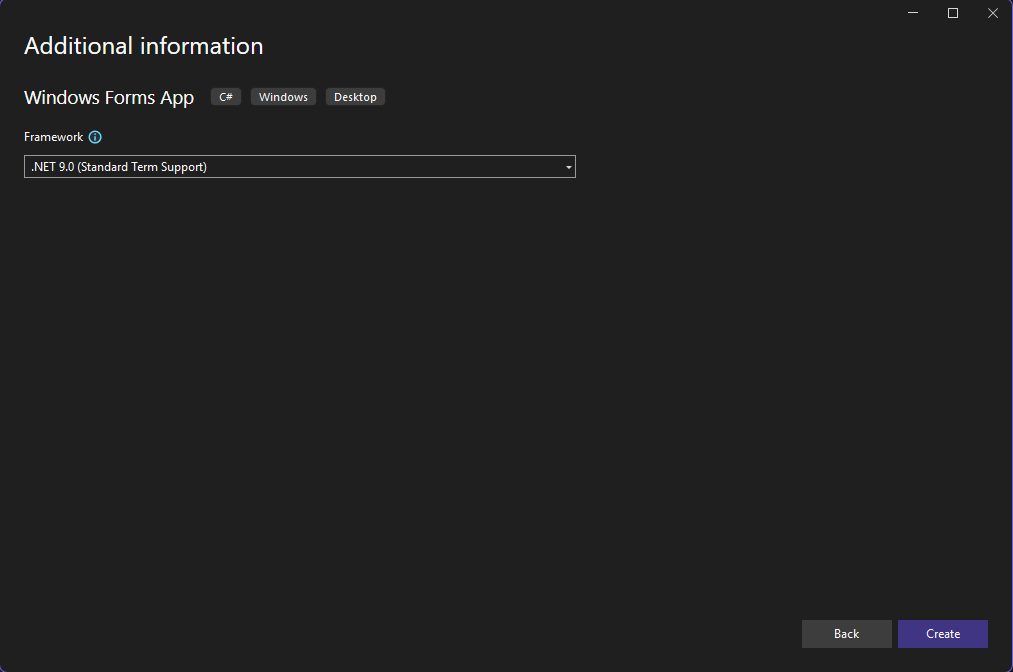 Additional information
Windows Forms App C# Windows Desktop
Framework
.NET 9.0 (Standard Term Support)
Back Create